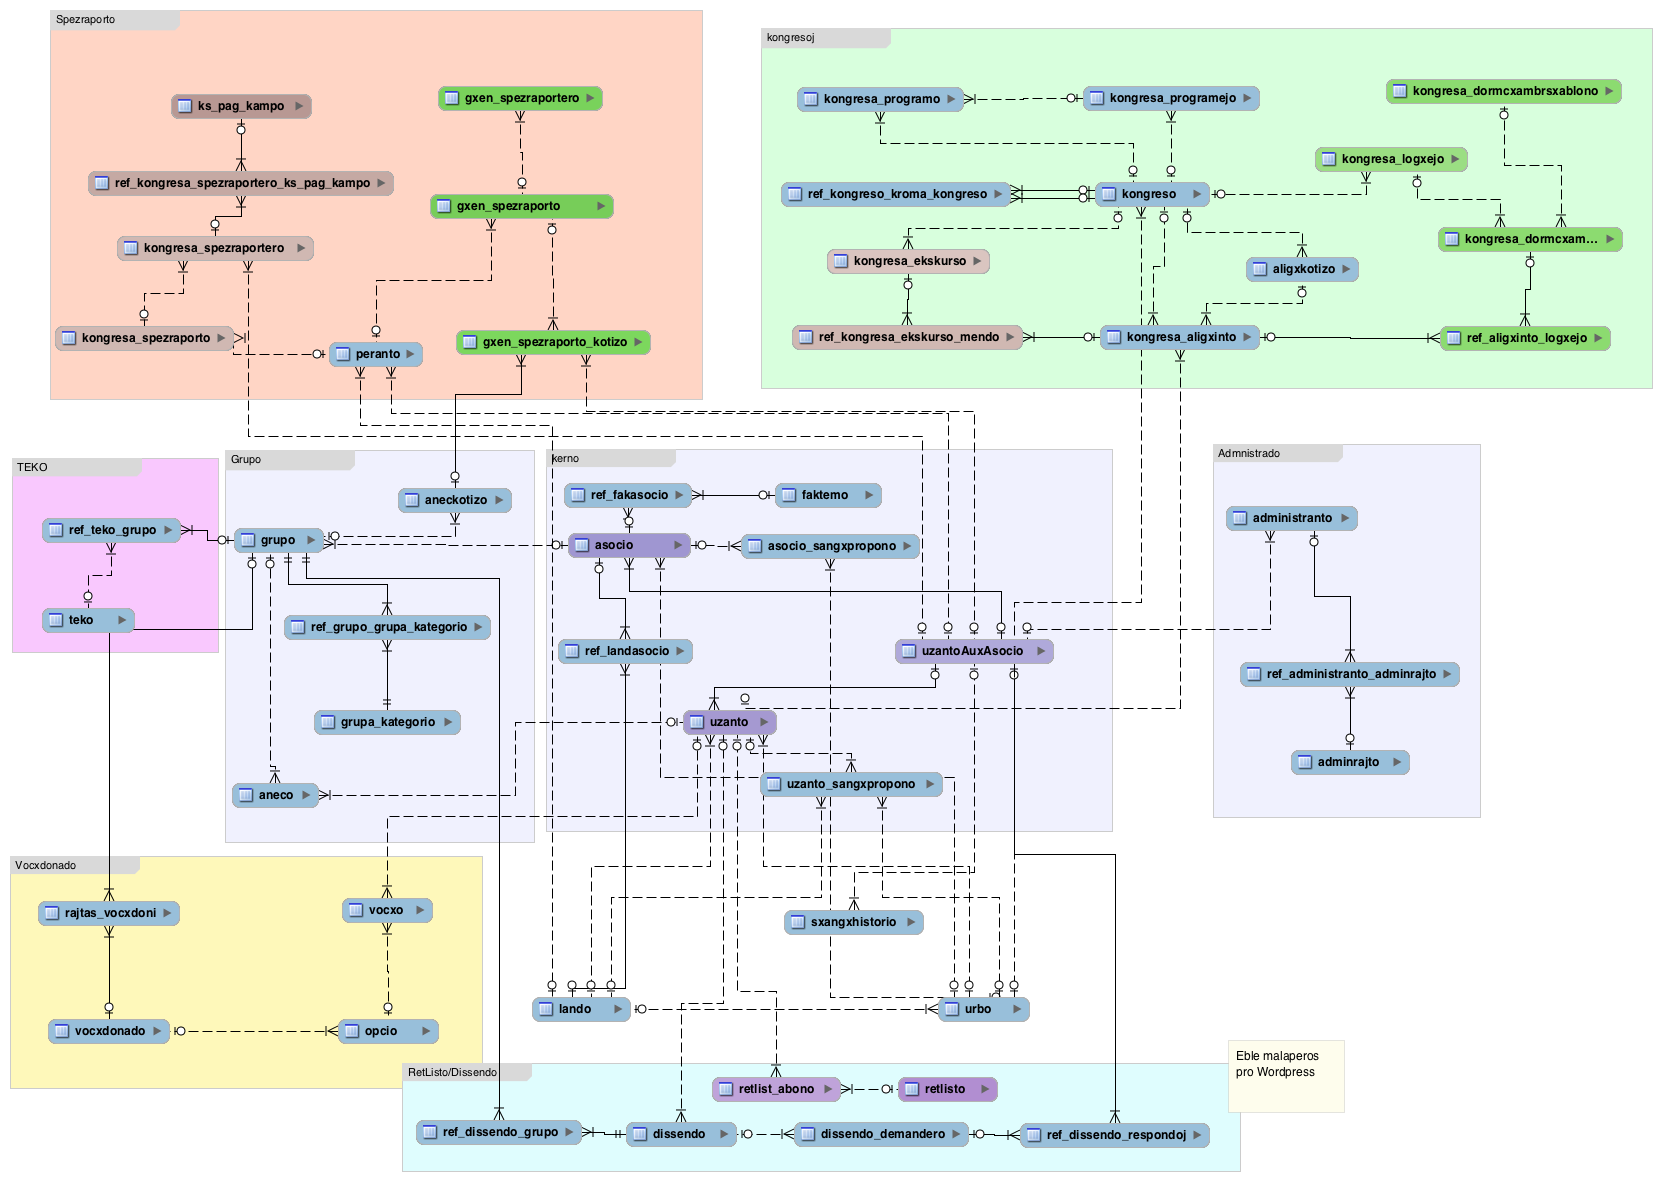 Spezraporto
ks_pag_kampo
gxen_spezraportero
ref_kongresa_spezraportero_ks_pag_kampo
gxen_spezraporto
kongresa_spezraportero
kongresa_spezraporto
peranto
gxen_spezraporto_kotizo
kongresoj
kongresa_programo
kongresa_programejo
kongresa_dormcxambrsxablono
kongresa_logxejo
ref_kongreso_kroma_kongreso
kongreso
kongresa_dormcxam...
kongresa_ekskurso
aligxkotizo
ref_kongresa_ekskurso_mendo
kongresa_aligxinto
ref_aligxinto_logxejo
TEKO
ref_teko_grupo
teko
Grupo
aneckotizo
grupo
ref_grupo_grupa_kategorio
grupa_kategorio
aneco
kerno
ref_fakasocio
faktemo
asocio
asocio_sangxpropono
ref_landasocio
uzantoAuxAsocio
uzanto
uzanto_sangxpropono
Admnistrado
administranto
ref_administranto_adminrajto
adminrajto
Vocxdonado
rajtas_vocxdoni
vocxo
vocxdonado
opcio
sxangxhistorio
lando
urbo
RetListo/Dissendo
retlist_abono
retlisto
ref_dissendo_grupo
dissendo
dissendo_demandero
ref_dissendo_respondoj
Eble malaperos
pro Wordpress